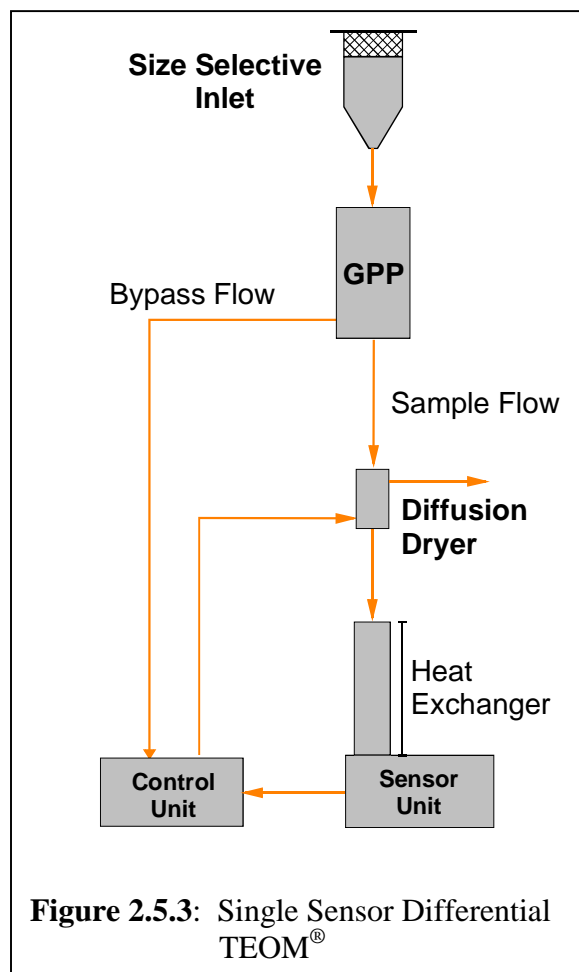 Size Selective
Inlet
GPP
Bypass Flow
Sample Flow
Diffusion
Dryer
Heat
Exchanger
Control
Unit
Sensor
Unit
Figure 2.5.3: Single Sensor Differential
TEOM®